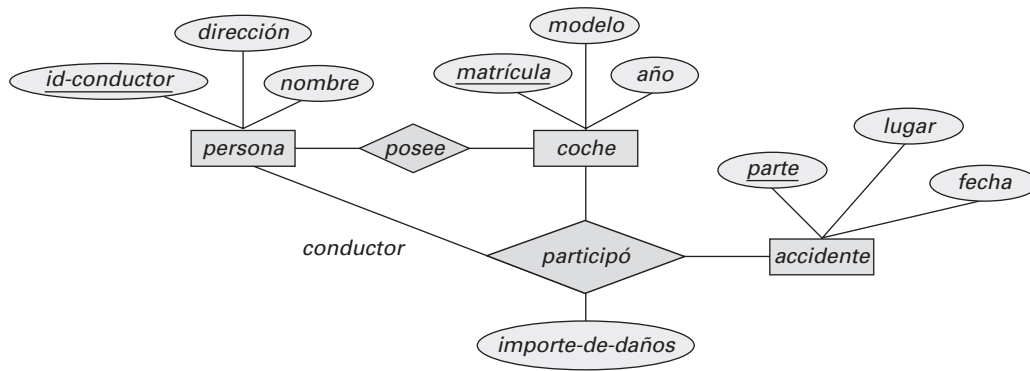 dirección
modelo
id-conductor
nombre
matrícula
año
persona
posee
coche
lugar
parte
fecha
conductor
participó
accidente
importe-de-daños